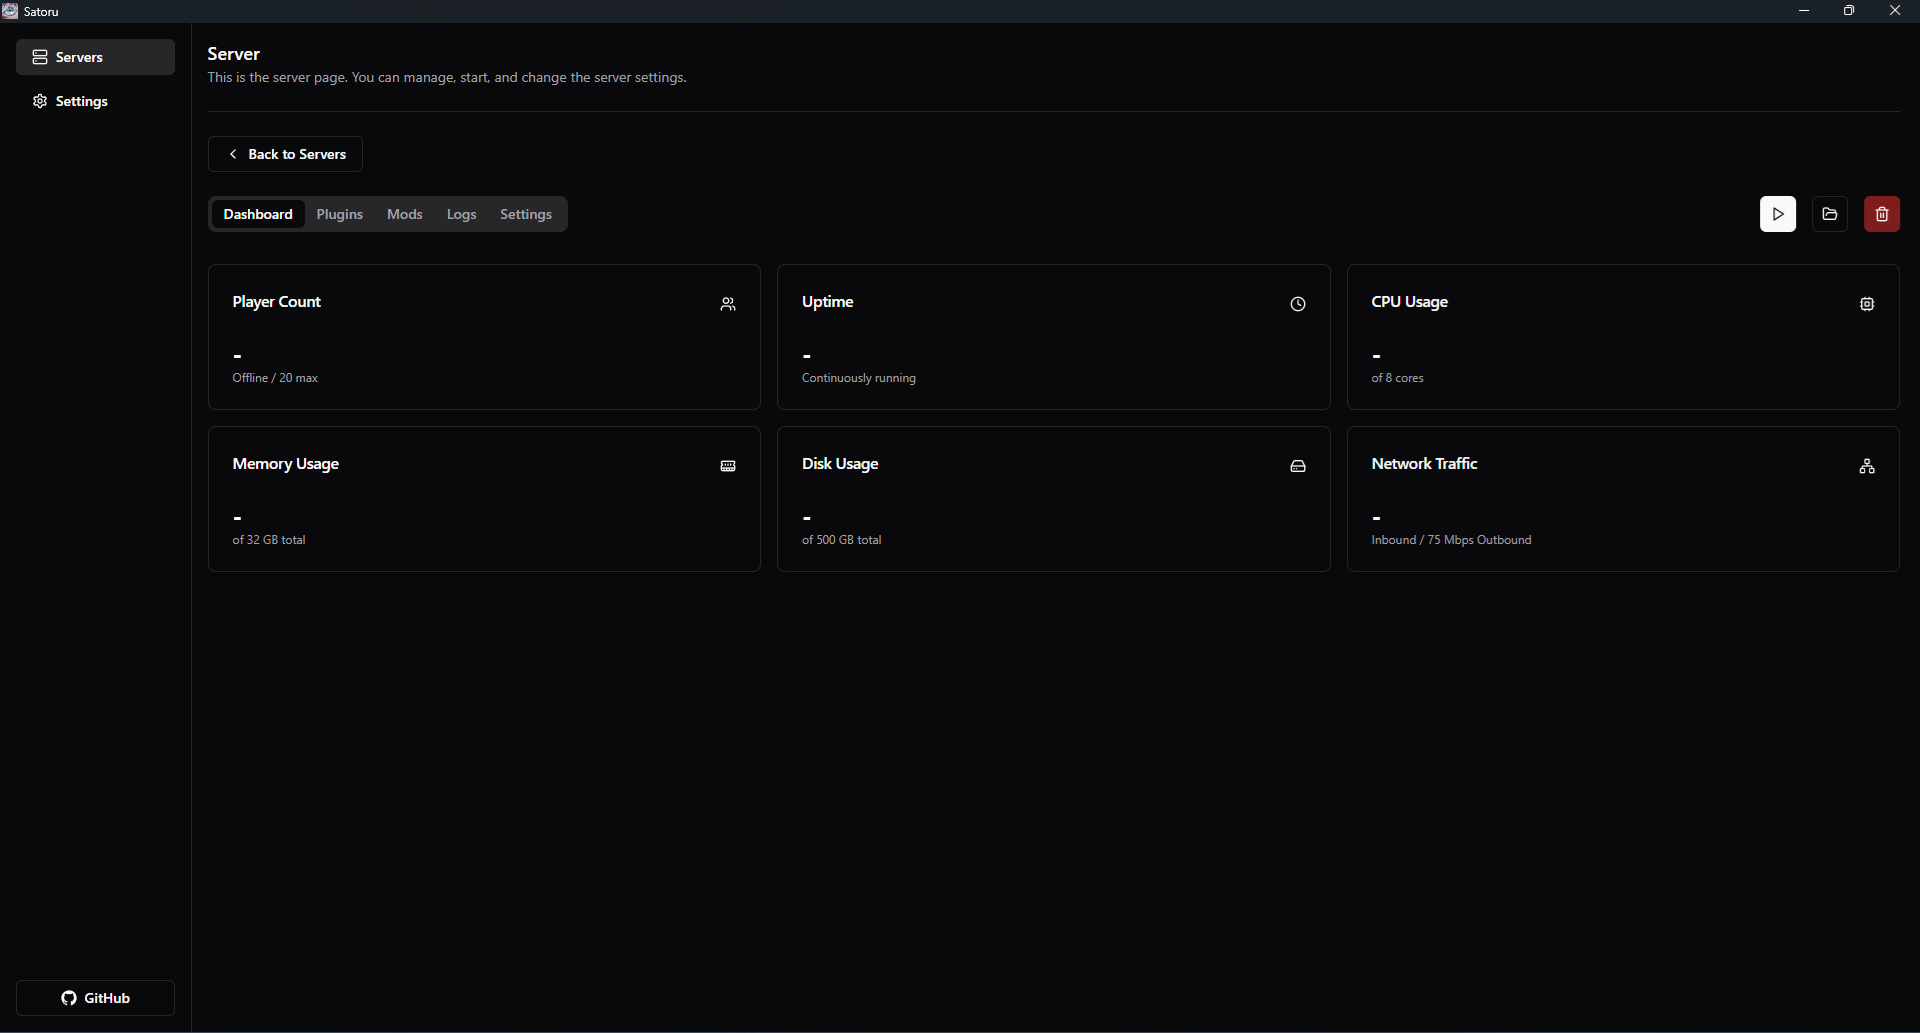 Satoru
Servers
Settings
Server
This is the server page. You can manage, start, and change the server settings.
Back to Servers
Dashboard Plugins Mods Logs Settings
Player Count
-
Offline / 20 max
Uptime
-
Continuously running
CPU Usage
-
of 8 cores
Memory Usage
-
of 32 GB total
Disk Usage
-
of 500 GB total
Network Traffic
-
Inbound / 75 Mbps Outbound
GitHub